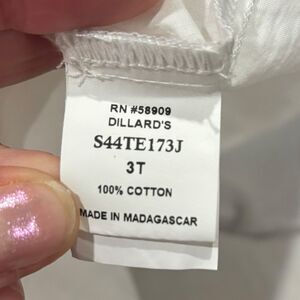 RN #58909
DILLARD'S
S44TE173J
3T
100% COTTON
MADE IN MADAGASCAR